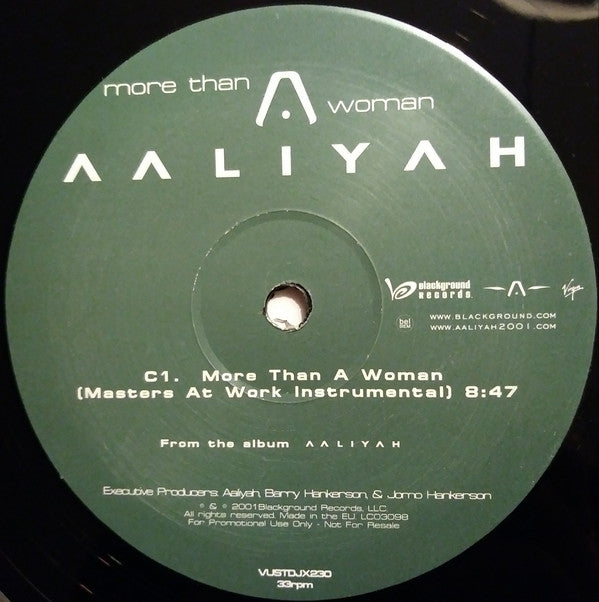 more than A woman
AALIYAH
blackground Records. A Virgin
WWW.BLACKGROUND.COM
bel WWW.AALIYAH2001.COM
C1. More Than A Woman
(Masters At Work Instrumental) 8:47
From the album AALIYAH
Executive Producers: Aaliyah, Barry Hankerson, & Jomo Hankerson
℗ & © 2001 Blackground Records, LLC
All rights reserved. Made in the EU. LC03098
For Promotional Use Only - Not For Resale
VUSTDJX230
33rpm